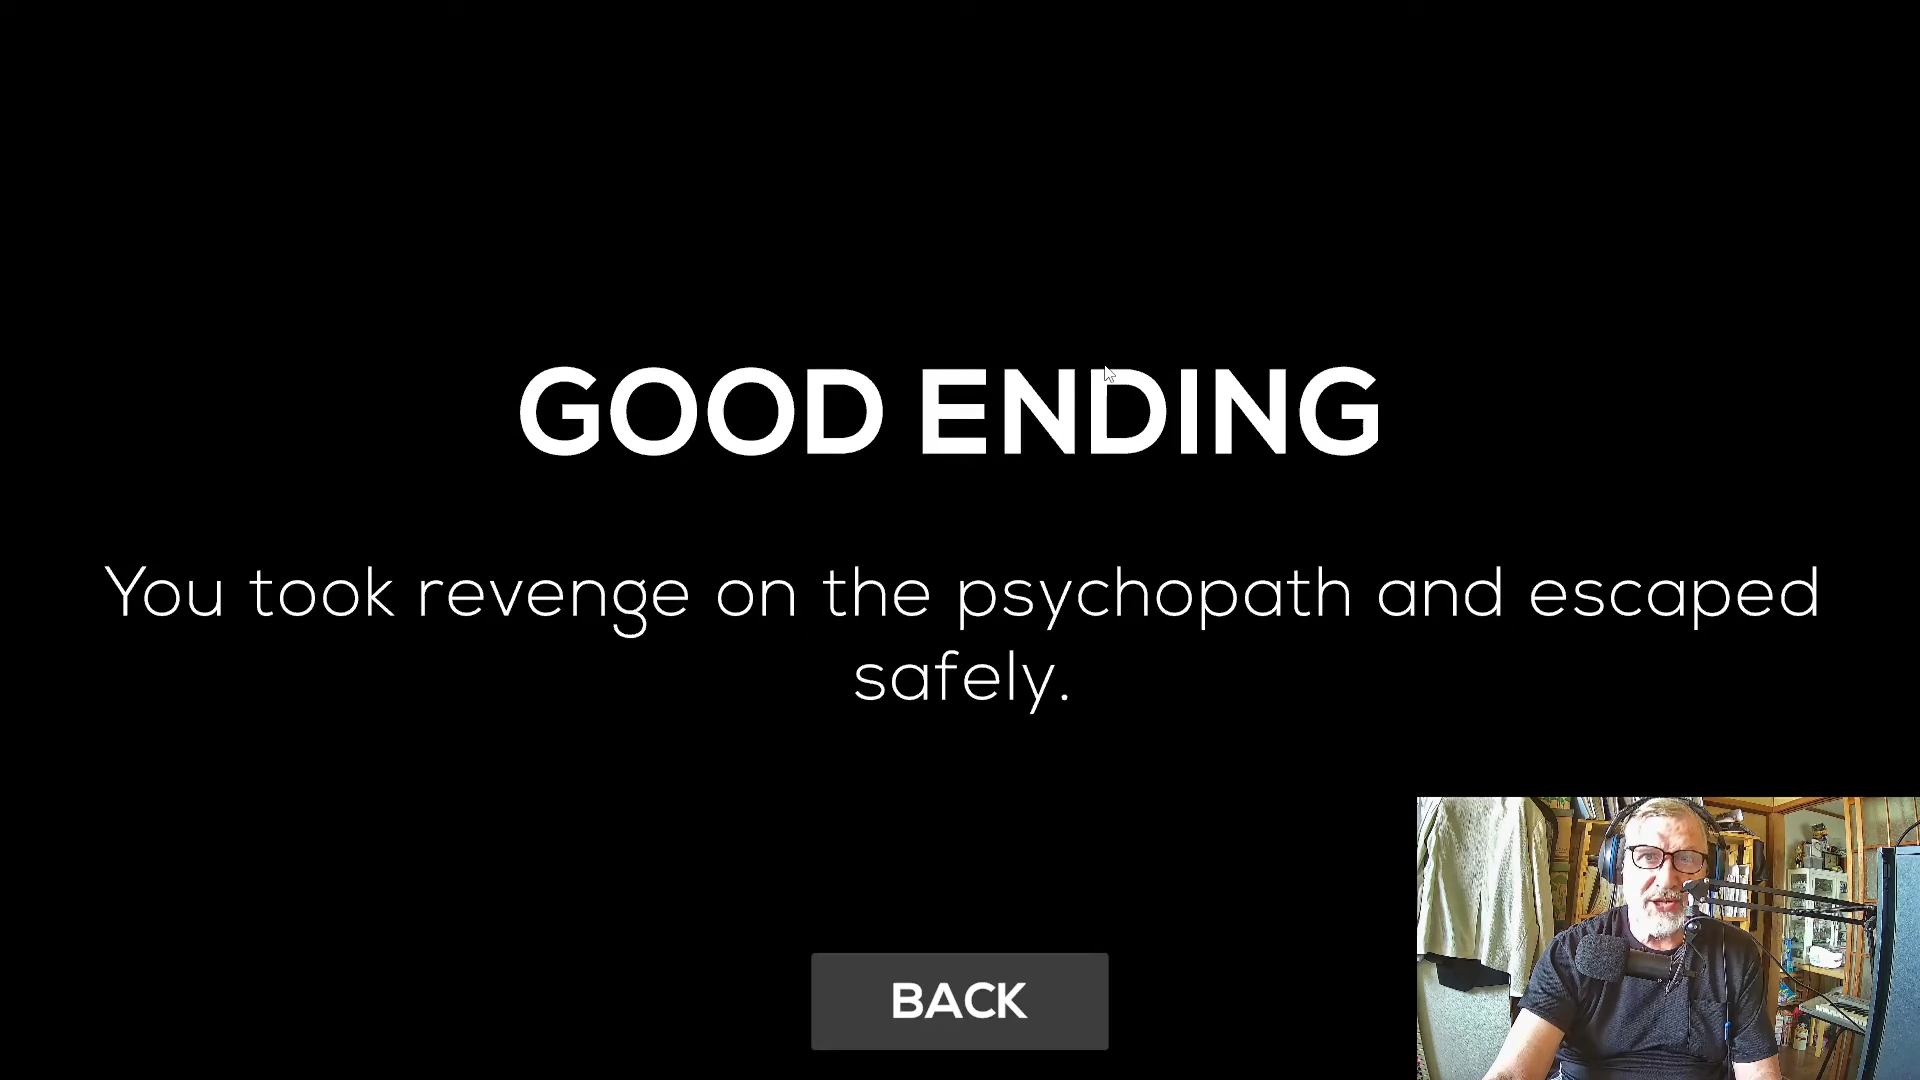 GOOD ENDING
You took revenge on the psychopath and escaped
safely.
BACK